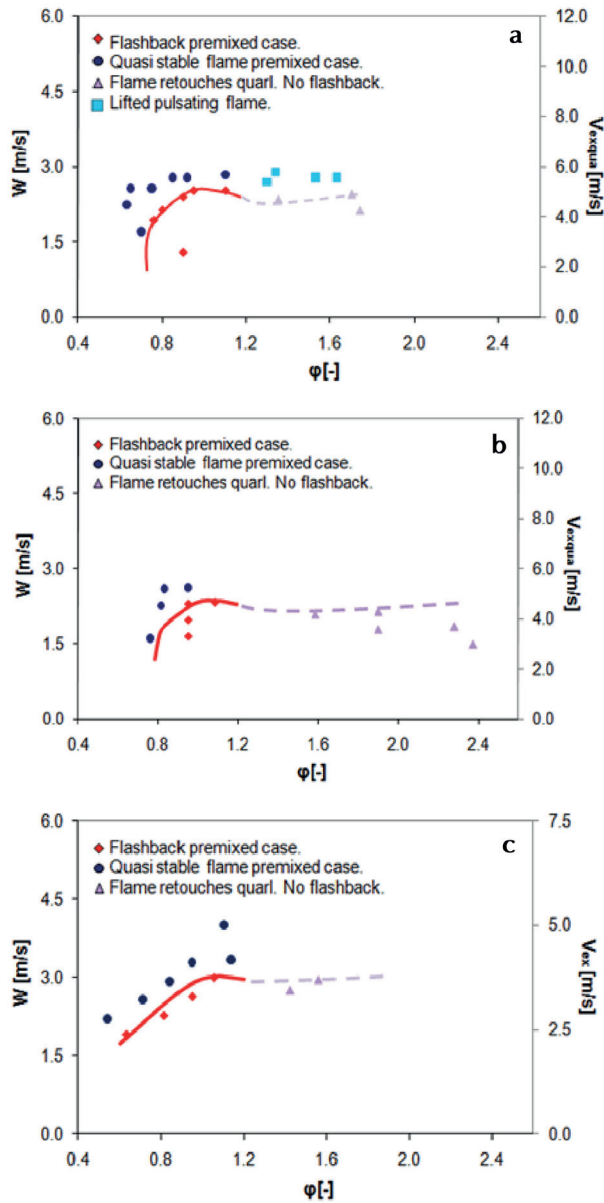 a
6.0
12.0
Flashback premixed case.
Quasi stable flame premixed case.
Flame retouches quarl. No flashback.
Lifted pulsating flame.
4.5
10.0
8.0
3.0
6.0
1.5
4.0
2.0
0.0
0.0
W [m/s]
Vexqua [m/s]
0.4 0.8 1.2 1.6 2.0 2.4
φ[-]
b
6.0
12.0
Flashback premixed case.
Quasi stable flame premixed case.
Flame retouches quarl. No flashback.
4.5
10.0
8.0
3.0
6.0
1.5
4.0
2.0
0.0
0.0
W [m/s]
Vexqua [m/s]
0.4 0.8 1.2 1.6 2.0 2.4
φ[-]
c
6.0
7.5
Flashback premixed case.
Quasi stable flame premixed case.
Flame retouches quarl. No flashback.
4.5
5.0
3.0
2.5
1.5
0.0
0.0
W [m/s]
Vex [m/s]
0.4 0.8 1.2 1.6 2.0 2.4
φ[-]